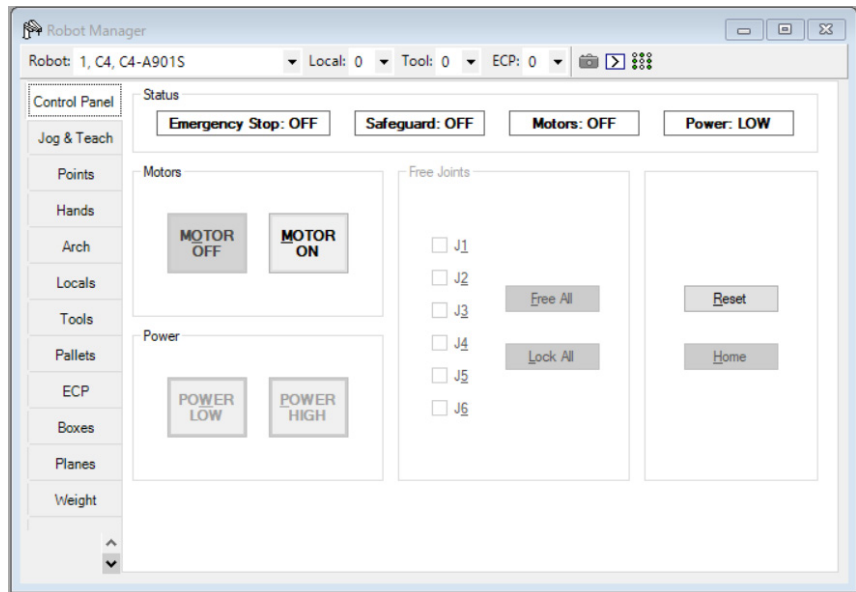 Robot Manager
Robot: 1, C4, C4-A901S Local: 0 Tool: 0 ECP: 0
Control Panel
Jog & Teach
Points
Hands
Arch
Locals
Tools
Pallets
ECP
Boxes
Planes
Weight
Status
Emergency Stop: OFF
Safeguard: OFF
Motors: OFF
Power: LOW
Motors
MOTOR
OFF
MOTOR
ON
Power
POWER
LOW
POWER
HIGH
Free Joints
J1
J2
J3
J4
J5
J6
Free All
Lock All
Reset
Home